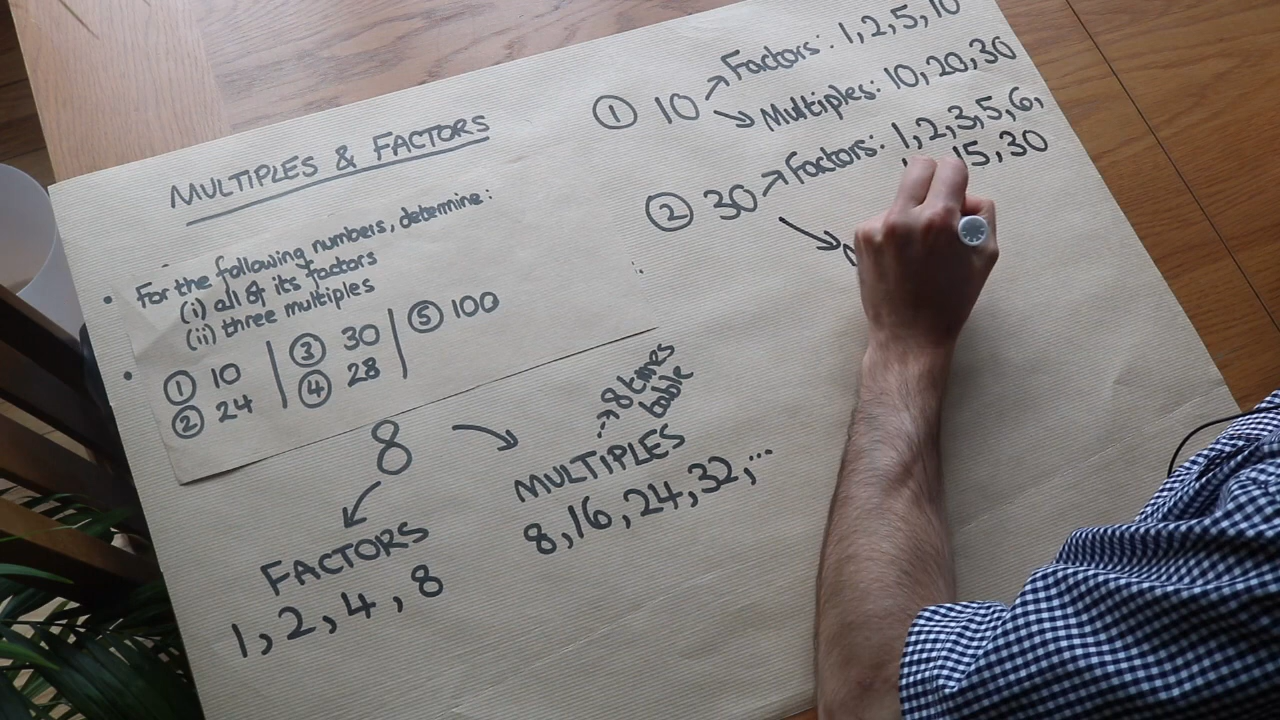 MULTIPLES & FACTORS
• For the following numbers, determine:
(i) all of its factors
(ii) three multiples
• ① 10 | ③ 30 | ⑤ 100
② 24 | ④ 28 |
8
FACTORS
1, 2, 4, 8
→ 8 times
table
MULTIPLES
8, 16, 24, 32, ...
① 10 → Factors: 1, 2, 5, 10
→ Multiples: 10, 20, 30
② 30 → Factors: 1, 2, 3, 5, 6,
15, 30